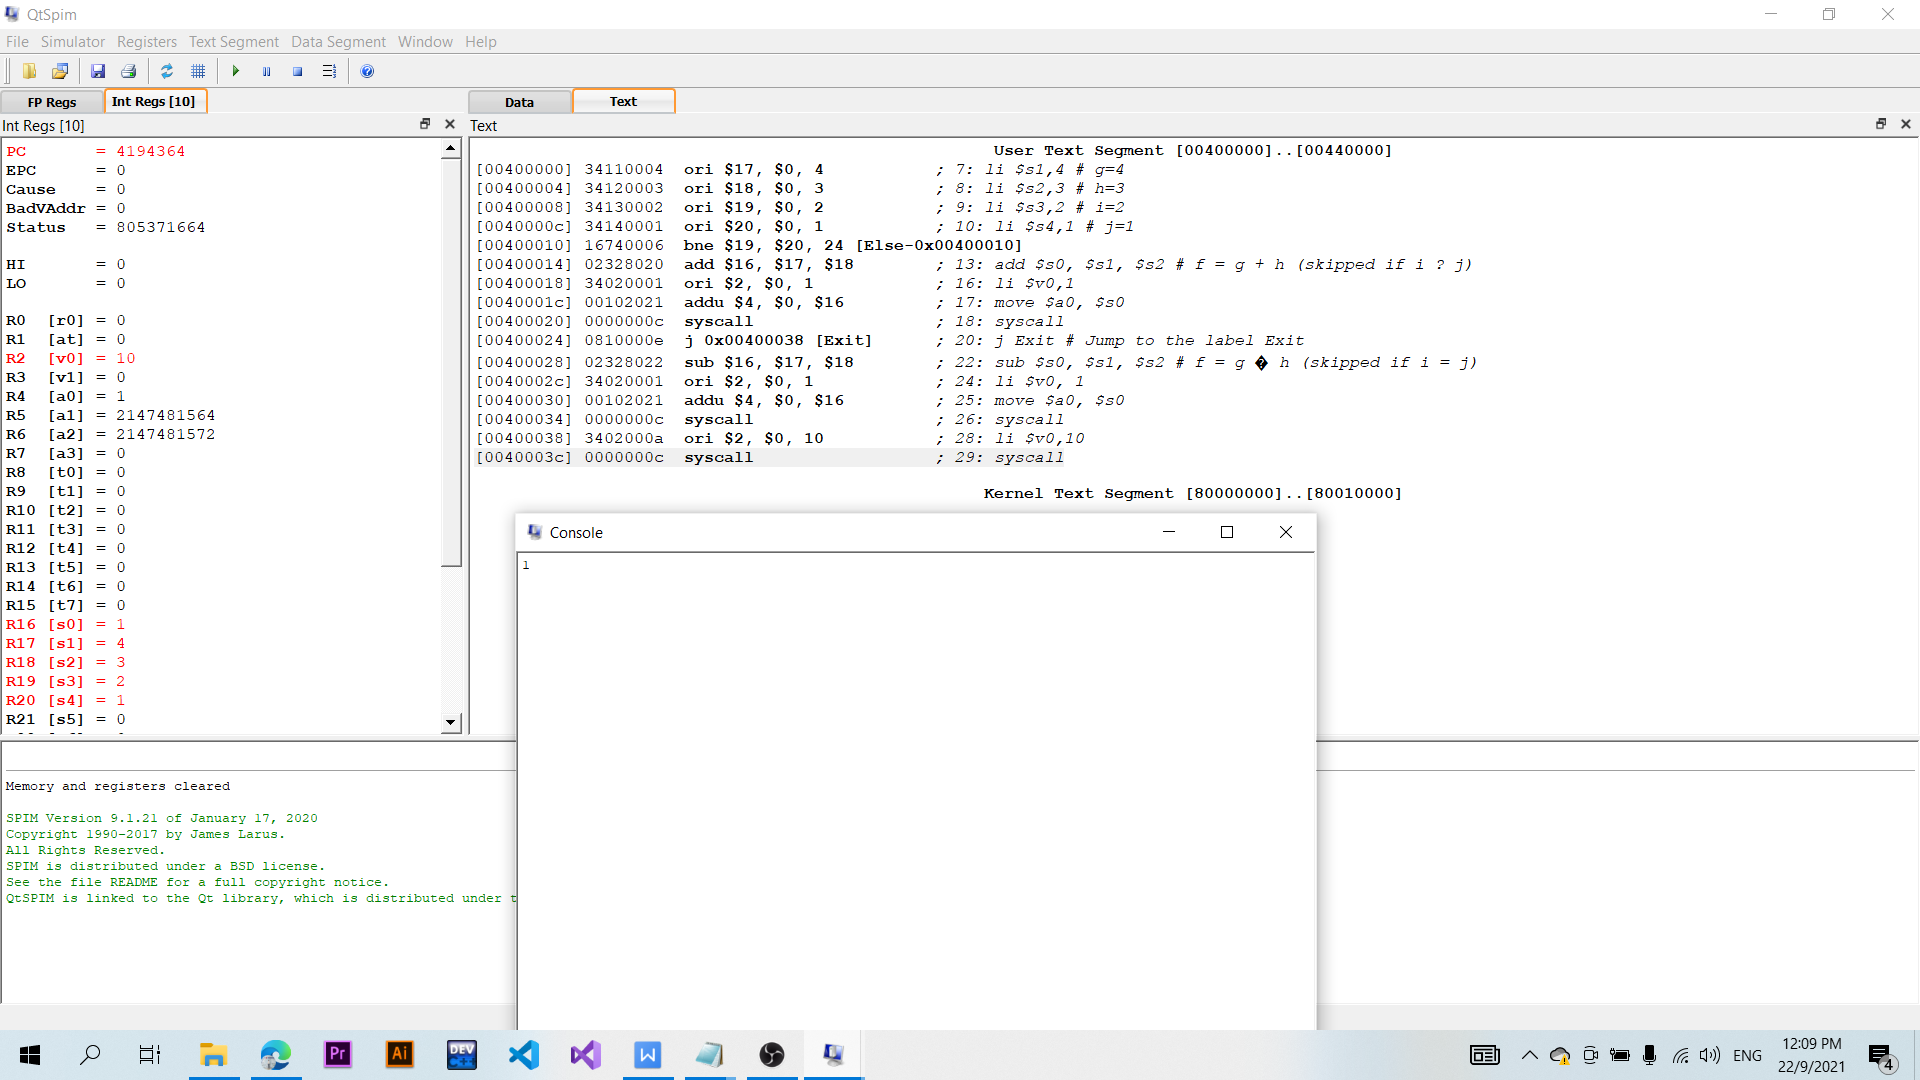 QtSpim
File Simulator Registers Text Segment Data Segment Window Help
FP Regs Int Regs [10]
Int Regs [10]
PC = 4194364
EPC = 0
Cause = 0
BadVAddr = 0
Status = 805371664
HI = 0
LO = 0
R0 [r0] = 0
R1 [at] = 0
R2 [v0] = 10
R3 [v1] = 0
R4 [a0] = 1
R5 [a1] = 2147481564
R6 [a2] = 2147481572
R7 [a3] = 0
R8 [t0] = 0
R9 [t1] = 0
R10 [t2] = 0
R11 [t3] = 0
R12 [t4] = 0
R13 [t5] = 0
R14 [t6] = 0
R15 [t7] = 0
R16 [s0] = 1
R17 [s1] = 4
R18 [s2] = 3
R19 [s3] = 2
R20 [s4] = 1
R21 [s5] = 0
Data Text
Text
User Text Segment [00400000]..[00440000]
[00400000] 34110004 ori $17, $0, 4 ; 7: li $s1,4 # g=4
[00400004] 34120003 ori $18, $0, 3 ; 8: li $s2,3 # h=3
[00400008] 34130002 ori $19, $0, 2 ; 9: li $s3,2 # i=2
[0040000c] 34140001 ori $20, $0, 1 ; 10: li $s4,1 # j=1
[00400010] 16740006 bne $19, $20, 24 [Else-0x00400010]
[00400014] 02328020 add $16, $17, $18 ; 13: add $s0, $s1, $s2 # f = g + h (skipped if i ? j)
[00400018] 34020001 ori $2, $0, 1 ; 16: li $v0,1
[0040001c] 00102021 addu $4, $0, $16 ; 17: move $a0, $s0
[00400020] 0000000c syscall ; 18: syscall
[00400024] 0810000e j 0x00400038 [Exit] ; 20: j Exit # Jump to the label Exit
[00400028] 02328022 sub $16, $17, $18 ; 22: sub $s0, $s1, $s2 # f = g � h (skipped if i = j)
[0040002c] 34020001 ori $2, $0, 1 ; 24: li $v0, 1
[00400030] 00102021 addu $4, $0, $16 ; 25: move $a0, $s0
[00400034] 0000000c syscall ; 26: syscall
[00400038] 3402000a ori $2, $0, 10 ; 28: li $v0,10
[0040003c] 0000000c syscall ; 29: syscall
Kernel Text Segment [80000000]..[80010000]
Console
1
Memory and registers cleared
SPIM Version 9.1.21 of January 17, 2020
Copyright 1990-2017 by James Larus.
All Rights Reserved.
SPIM is distributed under a BSD license.
See the file README for a full copyright notice.
QtSPIM is linked to the Qt library, which is distributed under t
Pr Ai DEV C++ W
ENG
12:09 PM
22/9/2021
4